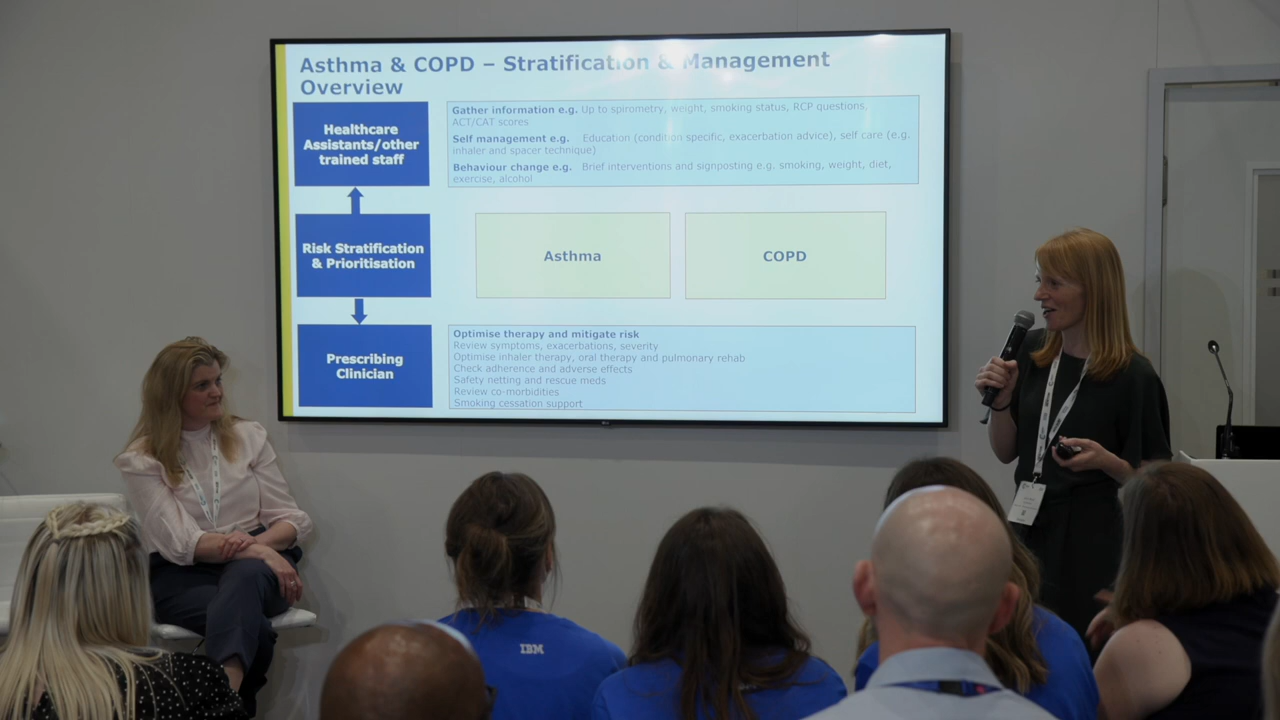 Asthma & COPD – Stratification & Management
Overview
Healthcare
Assistants/other
trained staff
Gather information e.g. Up to spirometry, weight, smoking status, RCP questions,
ACT/CAT scores
Self management e.g. Education (condition specific, exacerbation advice), self care (e.g.
inhaler and spacer technique)
Behaviour change e.g. Brief interventions and signposting e.g. smoking, weight, diet,
exercise, alcohol
Risk Stratification
& Prioritisation
Asthma
COPD
Prescribing
Clinician
Optimise therapy and mitigate risk
Review symptoms, exacerbations, severity
Optimise inhaler therapy, oral therapy and pulmonary rehab
Check adherence and adverse effects
Safety netting and rescue meds
Review co-morbidities
Smoking cessation support
IBM